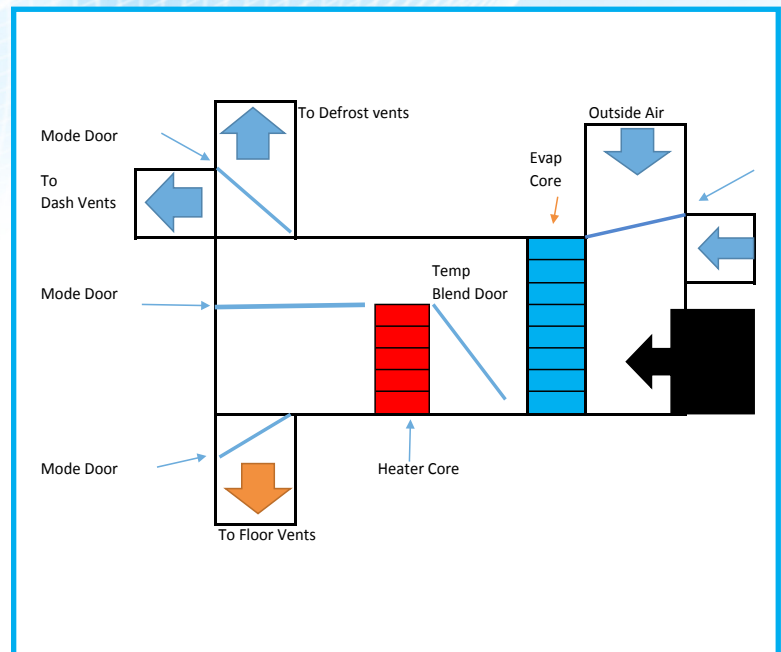 To Defrost vents
Outside Air
Mode Door
Evap
Core
To
Dash Vents
Temp
Blend Door
Mode Door
Mode Door
Heater Core
To Floor Vents